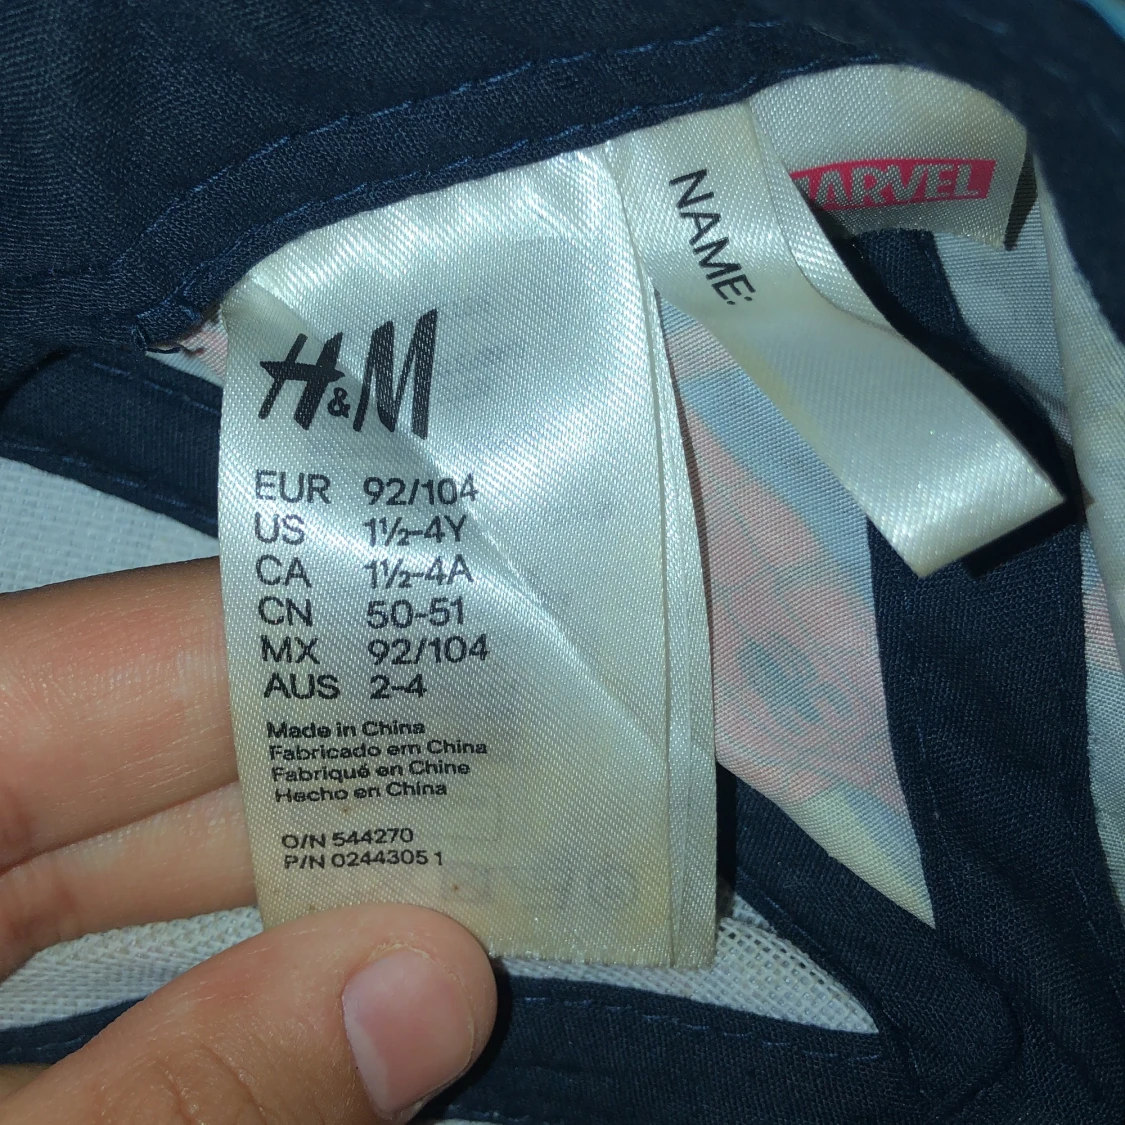 H&M
EUR 92/104
US 1½-4Y
CA 1½-4A
CN 50-51
MX 92/104
AUS 2-4
Made in China
Fabricado em China
Fabriqué en Chine
Hecho en China
O/N 544270
P/N 0244305 1
NAME:
MARVEL